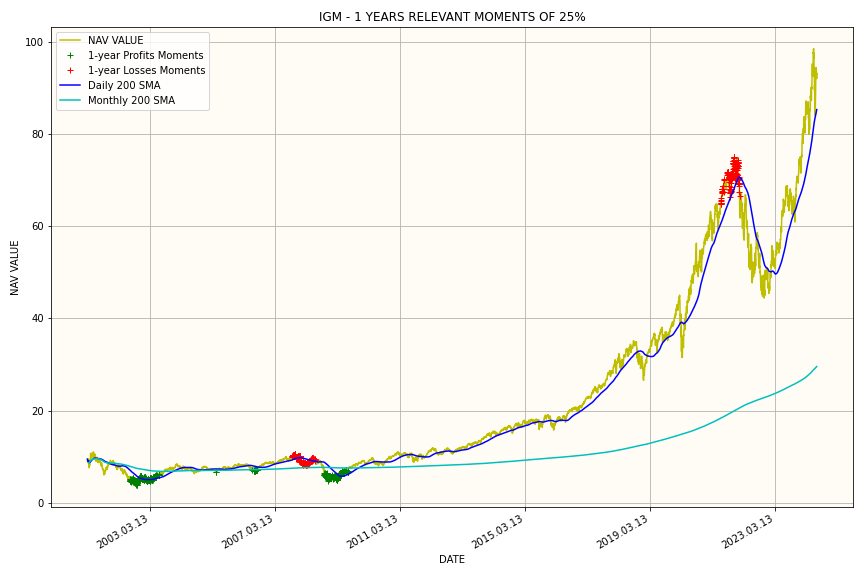 IGM - 1 YEARS RELEVANT MOMENTS OF 25%
NAV VALUE
1-year Profits Moments
1-year Losses Moments
Daily 200 SMA
Monthly 200 SMA
100
80
60
40
20
0
NAV VALUE
2003.03.13
2007.03.13
2011.03.13
2015.03.13
2019.03.13
2023.03.13
DATE